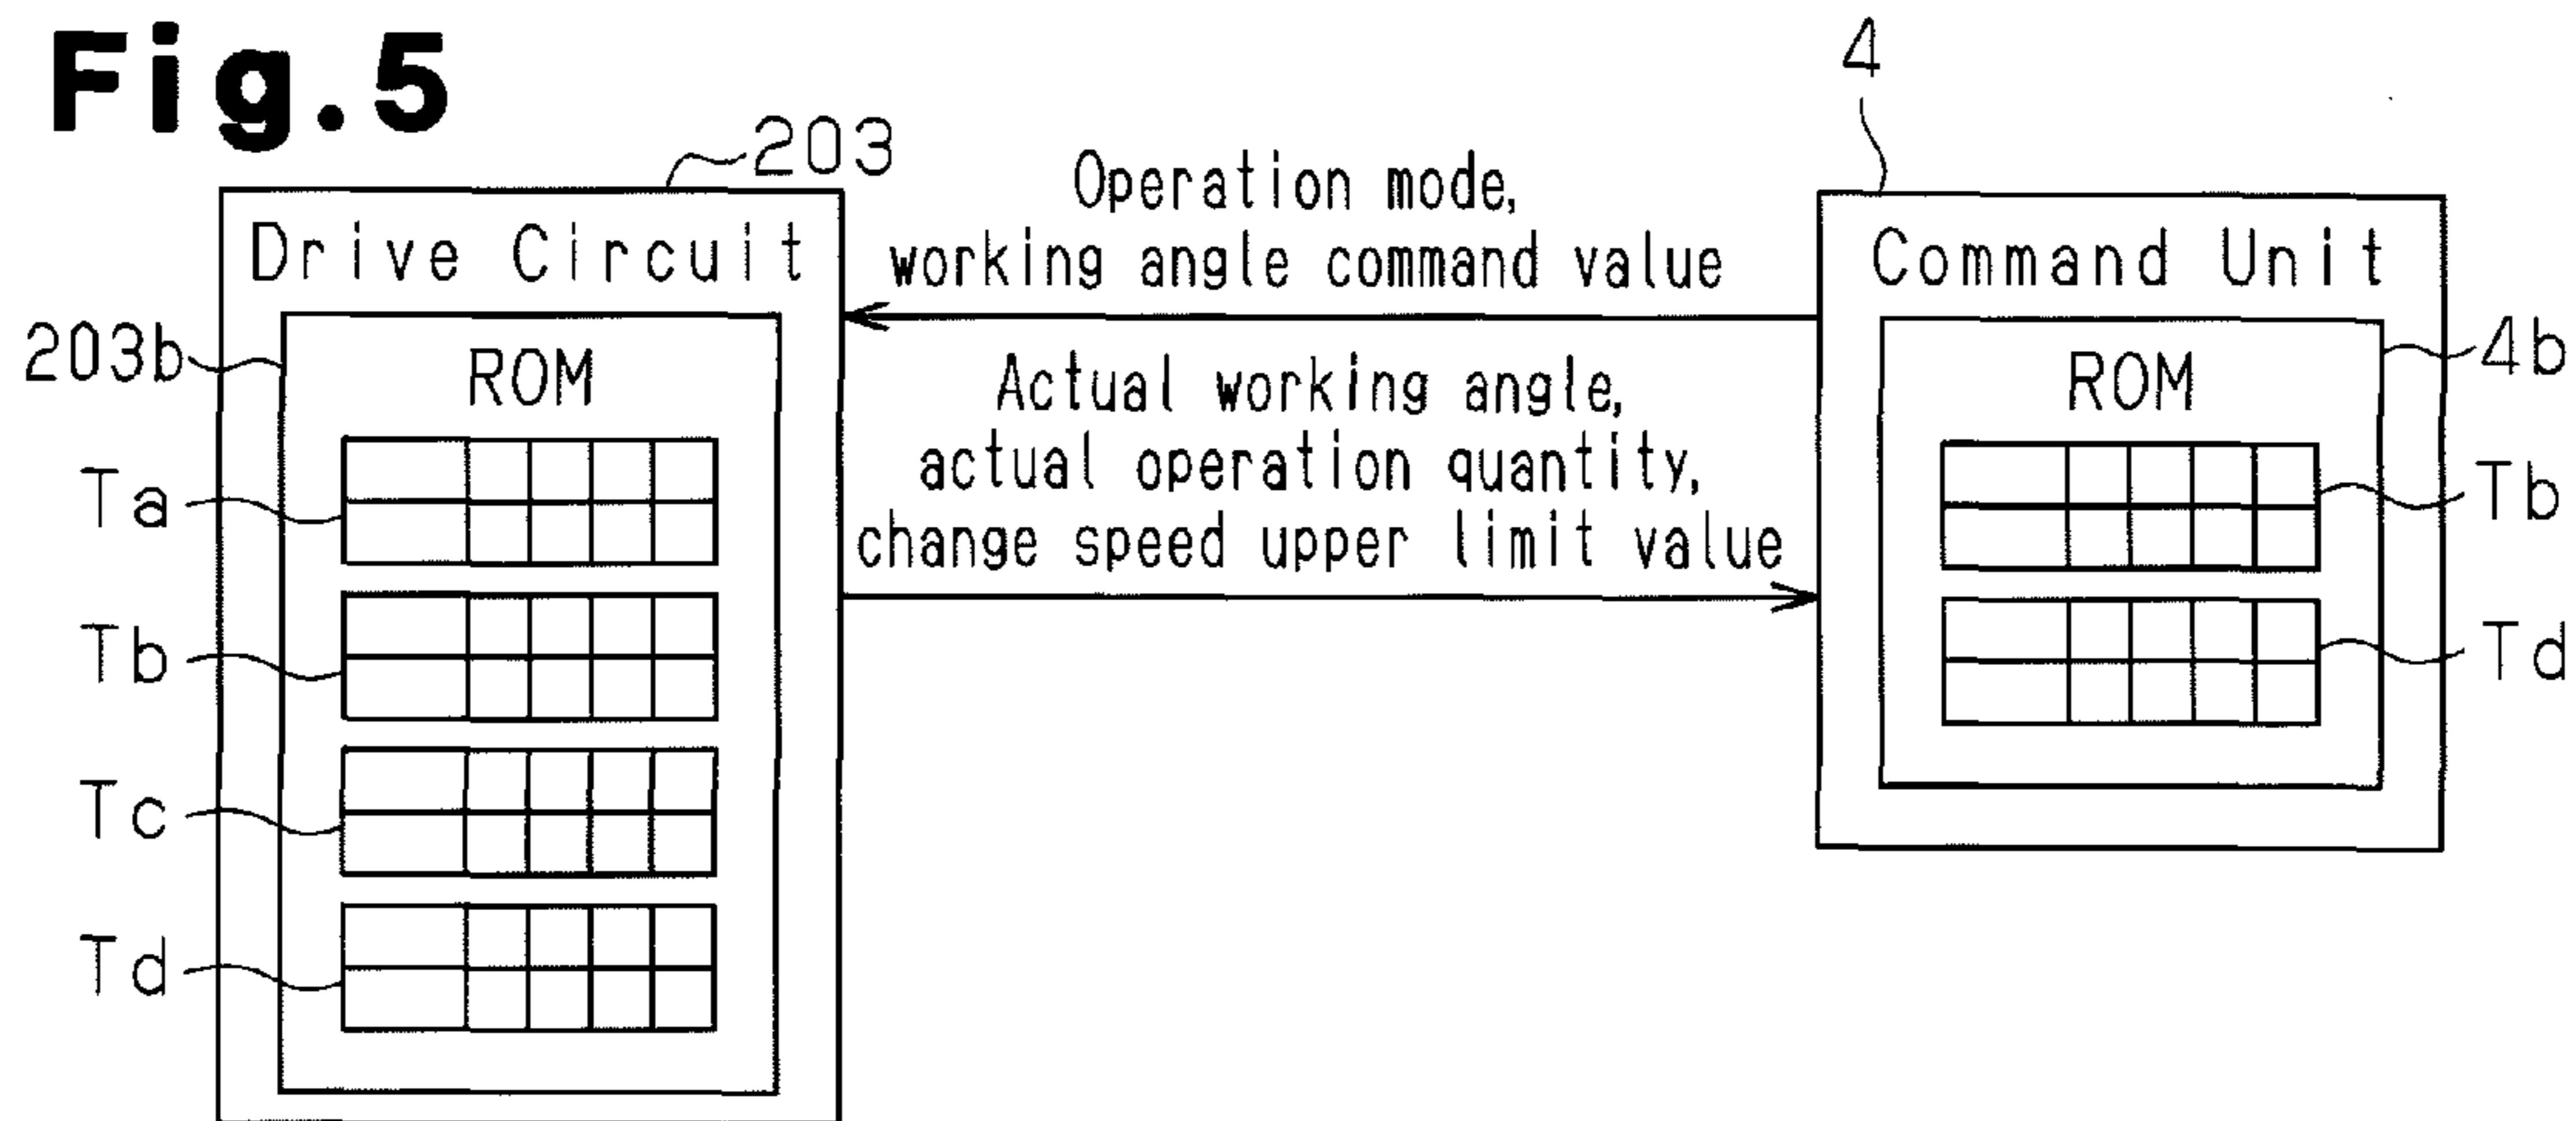 Fig.5
203
4
Drive Circuit
Operation mode,
working angle command value
Command Unit
203b
ROM
Actual working angle,
actual operation quantity,
change speed upper limit value
ROM
4b
Ta
Tb
Tc
Td
Tb
Td